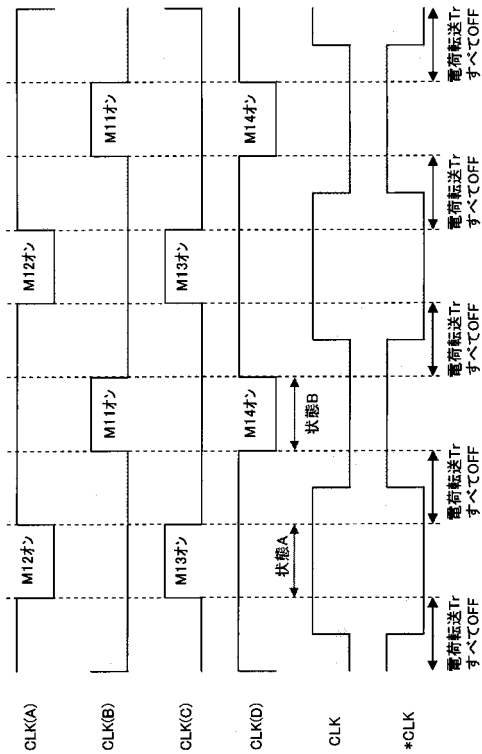 CLK(A)
M12オン
M12オン
CLK(B)
M11オン
M11オン
CLK(C)
M13オン
M13オン
CLK(D)
M14オン
M14オン
状態A
状態B
CLK
*CLK
電荷転送Tr
すべてOFF
電荷転送Tr
すべてOFF
電荷転送Tr
すべてOFF
電荷転送Tr
すべてOFF
電荷転送Tr
すべてOFF